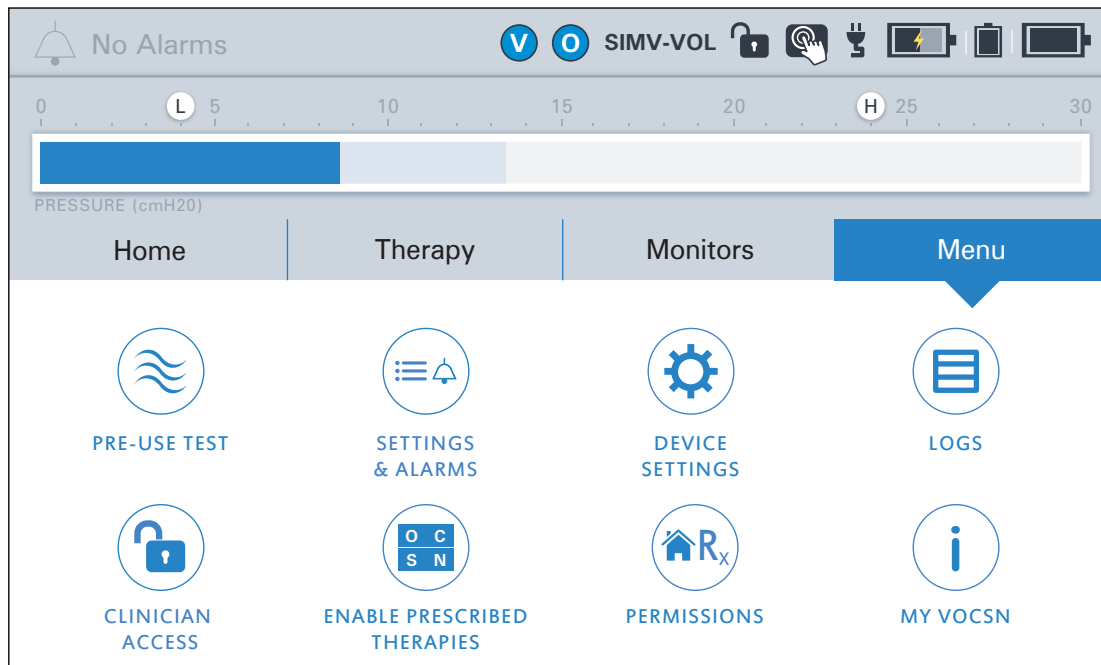 No Alarms
V O SIMV-VOL
0 L 5 10 15 20 H 25 30
PRESSURE (cmH20)
Home Therapy Monitors Menu
PRE-USE TEST
SETTINGS
& ALARMS
DEVICE
SETTINGS
LOGS
O C
S N
Rx
CLINICIAN
ACCESS
ENABLE PRESCRIBED
THERAPIES
PERMISSIONS
i
MY VOCSN